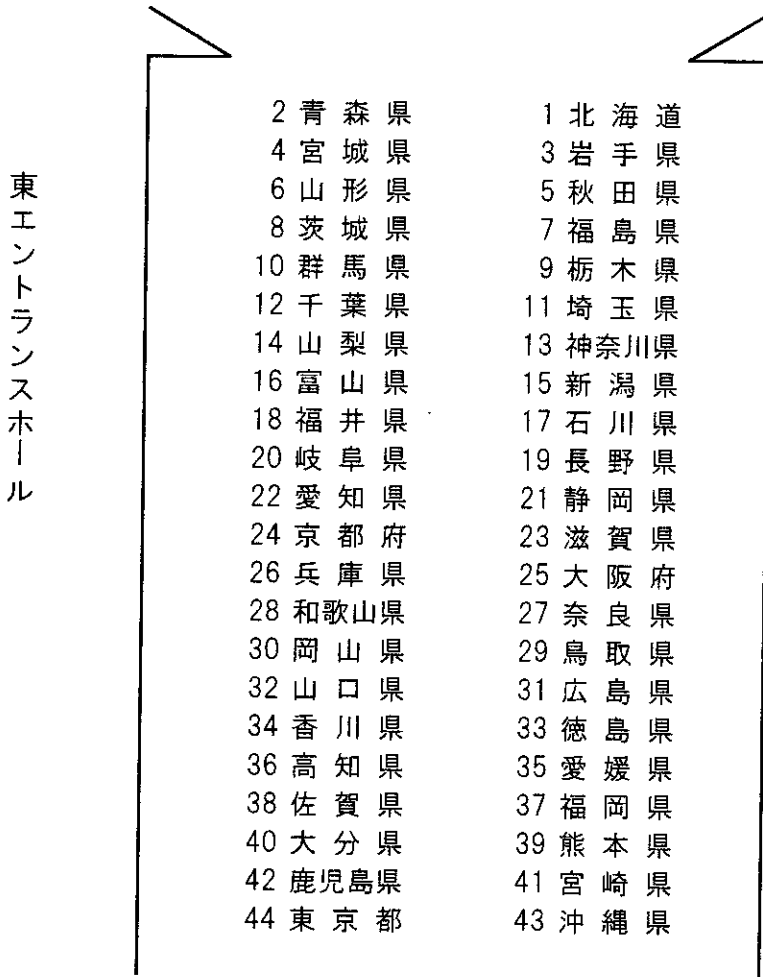 東エントランスホール
2 青森県 1 北海道
4 宮城県 3 岩手県
6 山形県 5 秋田県
8 茨城県 7 福島県
10 群馬県 9 栃木県
12 千葉県 11 埼玉県
14 山梨県 13 神奈川県
16 富山県 15 新潟県
18 福井県 17 石川県
20 岐阜県 19 長野県
22 愛知県 21 静岡県
24 京都府 23 滋賀県
26 兵庫県 25 大阪府
28 和歌山県 27 奈良県
30 岡山県 29 鳥取県
32 山口県 31 広島県
34 香川県 33 徳島県
36 高知県 35 愛媛県
38 佐賀県 37 福岡県
40 大分県 39 熊本県
42 鹿児島県 41 宮崎県
44 東京都 43 沖縄県